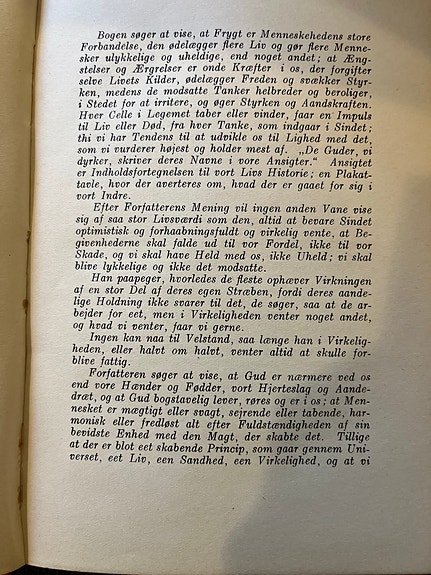 Bogen søger at vise, at Frygt er Menneskehedens store
Forbandelse, den ødelægger flere Liv og gør flere Menne-
sker ulykkelige og uheldige, end noget andet; at Æng-
stelser og Ærgrelser er onde Kræfter i os, der forgifter
selve Livets Kilder, ødelægger Freden og svækker Styr-
ken, medens de modsatte Tanker helbreder og beroliger,
i Stedet for at irritere, og øger Styrken og Aandskraften.
Hver Celle i Legemet taber eller vinder, faar en Impuls
til Liv eller Død, fra hver Tanke, som indgaar i Sindet;
thi vi har Tendens til at udvikle os til Lighed med det,
som vi vurderer højest og holder mest af. „De Guder, vi
dyrker, skriver deres Navne i vore Ansigter.“ Ansigtet
er Indholdsfortegnelsen til vort Livs Historie; en Plakat-
tavle, hvor der averteres om, hvad der er gaaet for sig i
vort Indre.
Efter Forfatterens Mening vil ingen anden Vane vise
sig af saa stor Livsværdi som den, altid at bevare Sindet
optimistisk og forhaabningsfuldt og virkelig vente, at Be-
givenhederne skal falde ud til vor Fordel, ikke til vor
Skade, og vi skal have Held med os, ikke Uheld; vi skal
blive lykkelige og ikke det modsatte.
Han paapeger, hvorledes de fleste ophæver Virkningen
af en stor Del af deres egen Stræben, fordi deres aande-
lige Holdning ikke svarer til det, de søger, saa at de ar-
bejder for eet, men i Virkeligheden venter noget andet,
og hvad vi venter, faar vi gerne.
Ingen kan naa til Velstand, saa længe han i Virkelig-
heden, eller halvt om halvt, venter altid at skulle for-
blive fattig.
Forfatteren søger at vise, at Gud er nærmere ved os
end vore Hænder og Fødder, vort Hjerteslag og Aande-
dræt, og at Gud bogstavelig lever, røres og er i os; at Men-
nesket er mægtigt eller svagt, sejrende eller tabende, har-
monisk eller fredløst alt efter Fuldstændigheden af sin
bevidste Enhed med den Magt, der skabte det. Tillige
at der er blot eet skabende Princip, som gaar gennem Uni-
verset, eet Liv, een Sandhed, een Virkelighed, og at vi